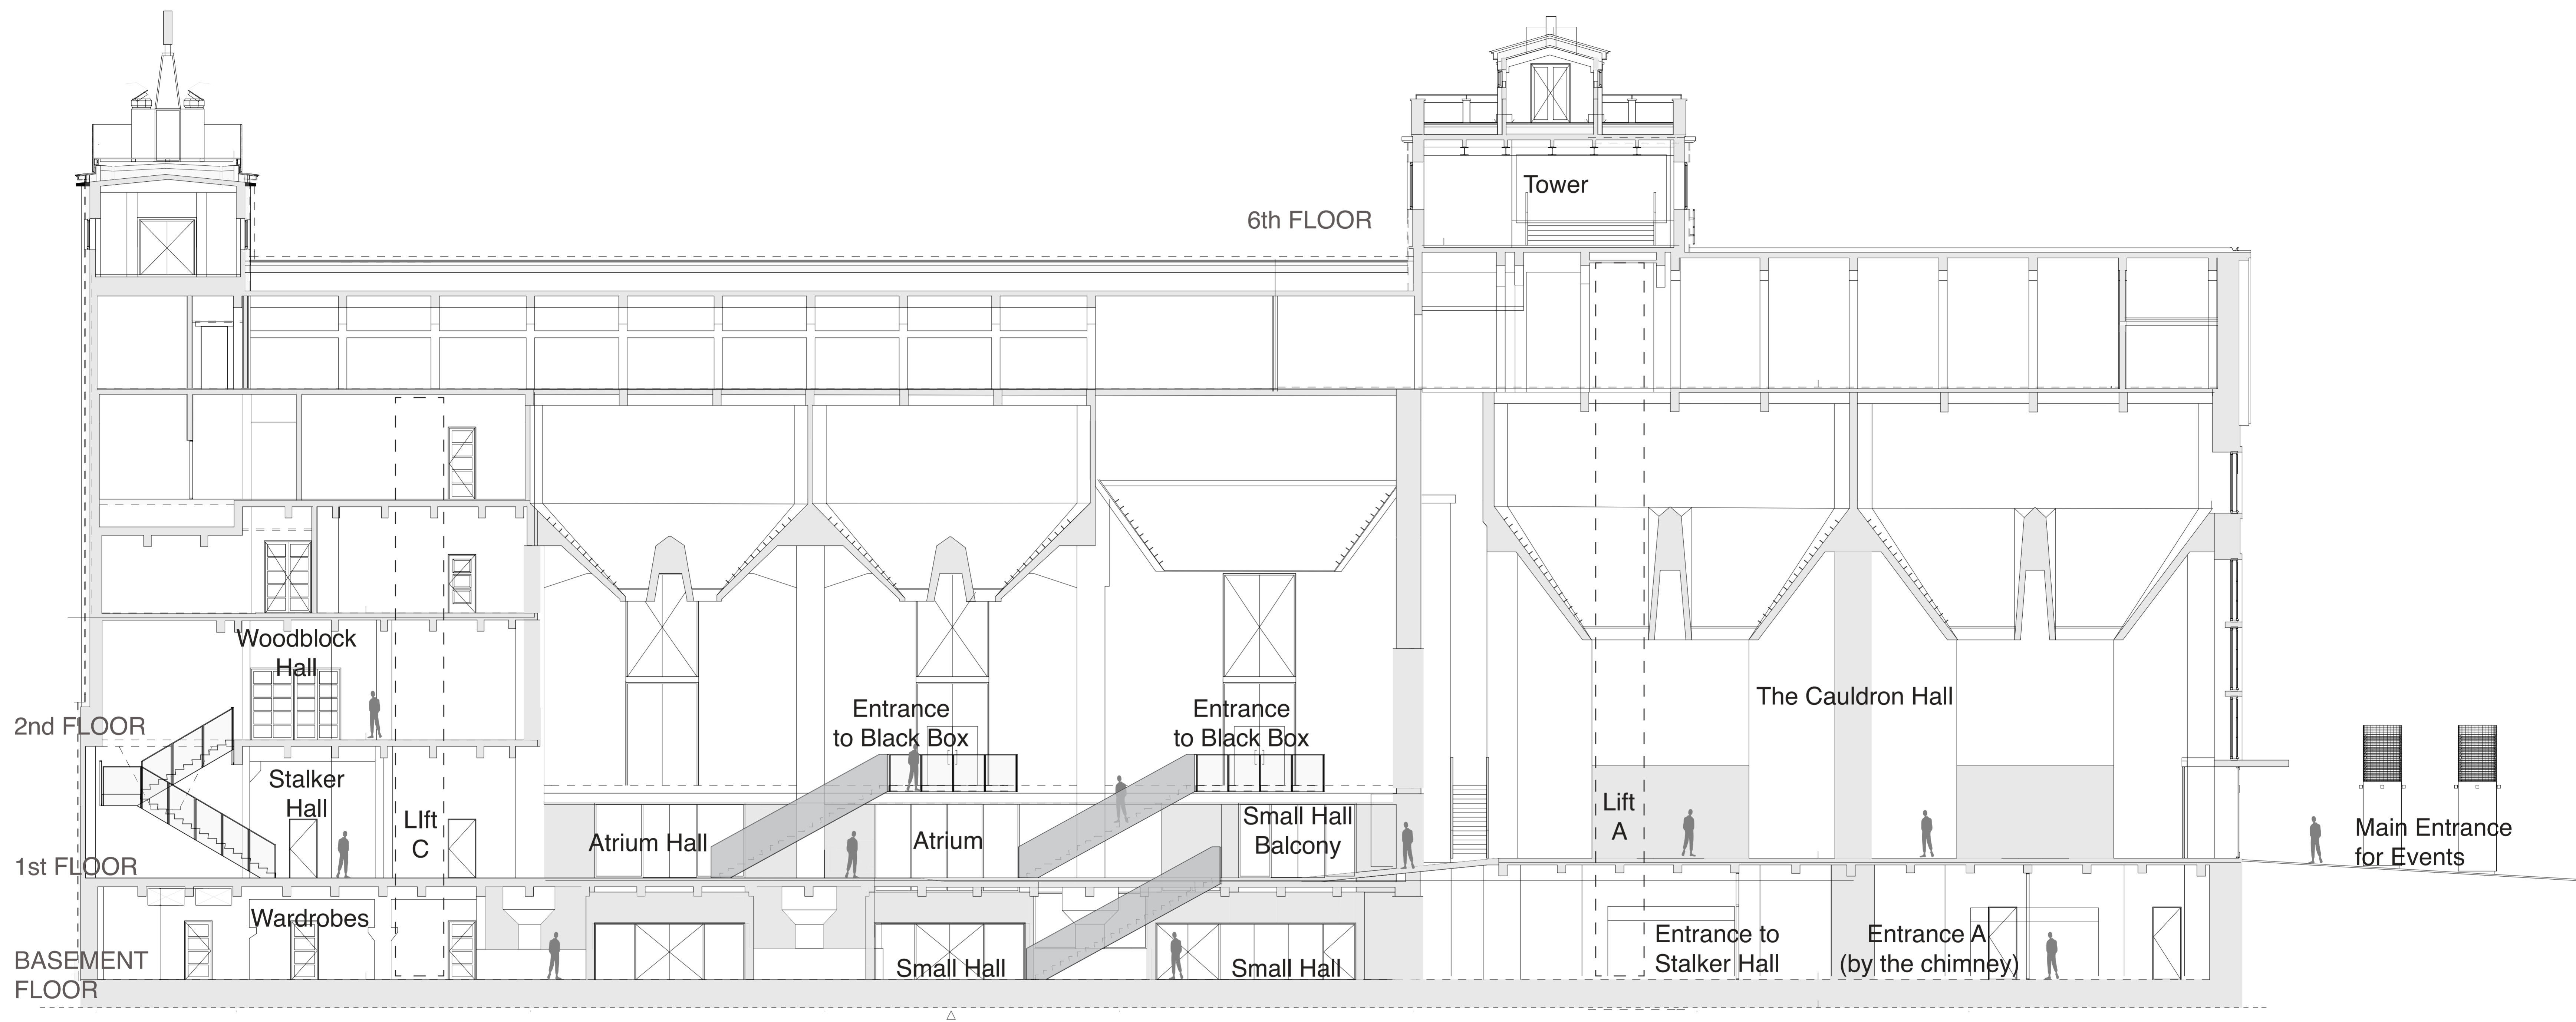 Tower
6th FLOOR
Woodblock
Hall
2nd FLOOR
Entrance
to Black Box
Entrance
to Black Box
The Cauldron Hall
Stalker
Hall
LIft
C
Atrium Hall
Atrium
Small Hall
Balcony
Lift
A
Main Entrance
for Events
1st FLOOR
Wardrobes
BASEMENT
FLOOR
Small Hall
Small Hall
Entrance to
Stalker Hall
Entrance A
(by the chimney)